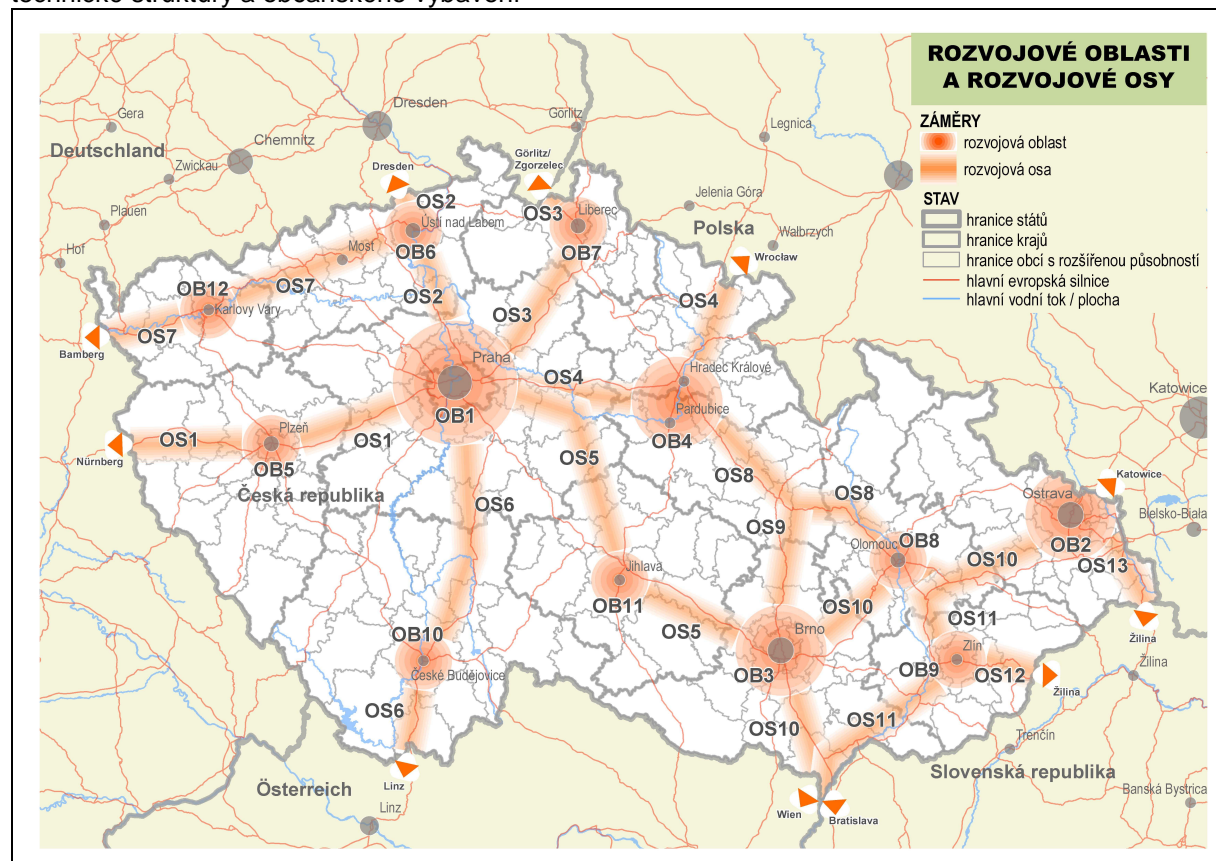 technické struktury a občanského vybavení.
ROZVOJOVÉ OBLASTI
A ROZVOJOVÉ OSY
ZÁMĚRY
rozvojová oblast
rozvojová osa
STAV
hranice států
hranice krajů
hranice obcí s rozšířenou působností
hlavní evropská silnice
hlavní vodní tok / plocha
Dresden
Gera
Görlitz
Legnica
Chemnitz
Deutschland
Zwickau
Dresden
Görlitz/
Zgorzelec
Jelenia Góra
OS2
OS3
Liberec
Plauen
Ústí nad Labem
Polska
Hof
Most
OB6
OB7
Wałbrzych
Wrocław
OB12
OS7
OS2
OS4
Karlovy Vary
OS3
OS7
Bamberg
Praha
Hradec Králové
OS4
Katowice
OB1
Pardubice
Plzeň
OS1
OS1
OB4
Nürnberg
OB5
OS5
OS8
Katowice
Česká republika
OS8
Ostrava
OS6
Bielsko-Biała
OS9
OB8
OB2
Olomouc
OS10
OS13
Jihlava
OB11
OS10
OS11
Žilina
OB10
OS5
Brno
Zlín
Žilina
České Budějovice
OB3
OB9
OS12
Žilina
OS6
OS11
OS10
Trenčín
Slovenská republika
Österreich
Linz
Banská Bystrica
Linz
Wien
Bratislava